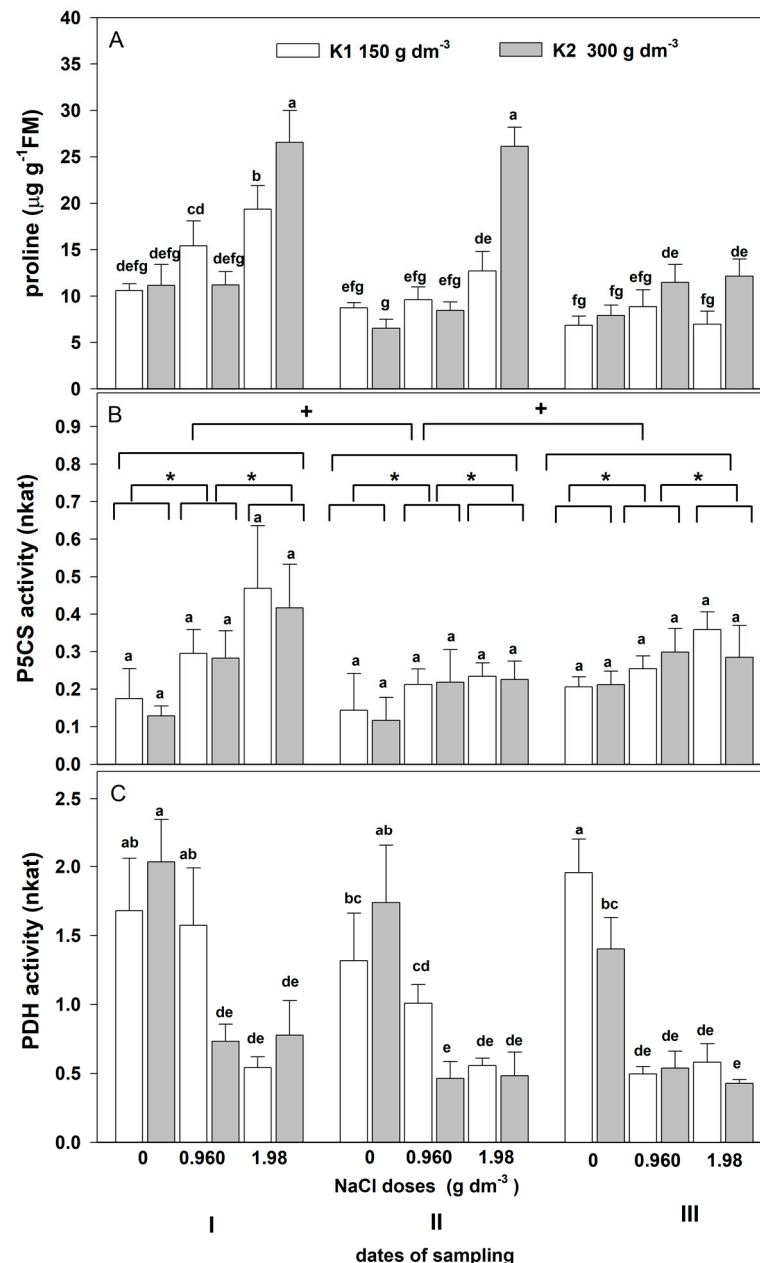 A
K1 150 g dm-3 K2 300 g dm-3
proline (µg g-1FM)
40
35
30
25
20
15
10
5
0
defg defg cd defg b a
efg g efg efg de a
fg fg efg de fg de
B
P5CS activity (nkat)
0.9
0.8
0.7
0.6
0.5
0.4
0.3
0.2
0.1
0.0
+ +
* * * * * *
a a a a a a
a a a a a a
a a a a a a
C
PDH activity (nkat)
2.5
2.0
1.5
1.0
0.5
0.0
ab a ab de de de
bc ab cd e de de
a bc de de de e
0 0.960 1.98 0 0.960 1.98 0 0.960 1.98
NaCl doses (g dm-3 )
I II III
dates of sampling